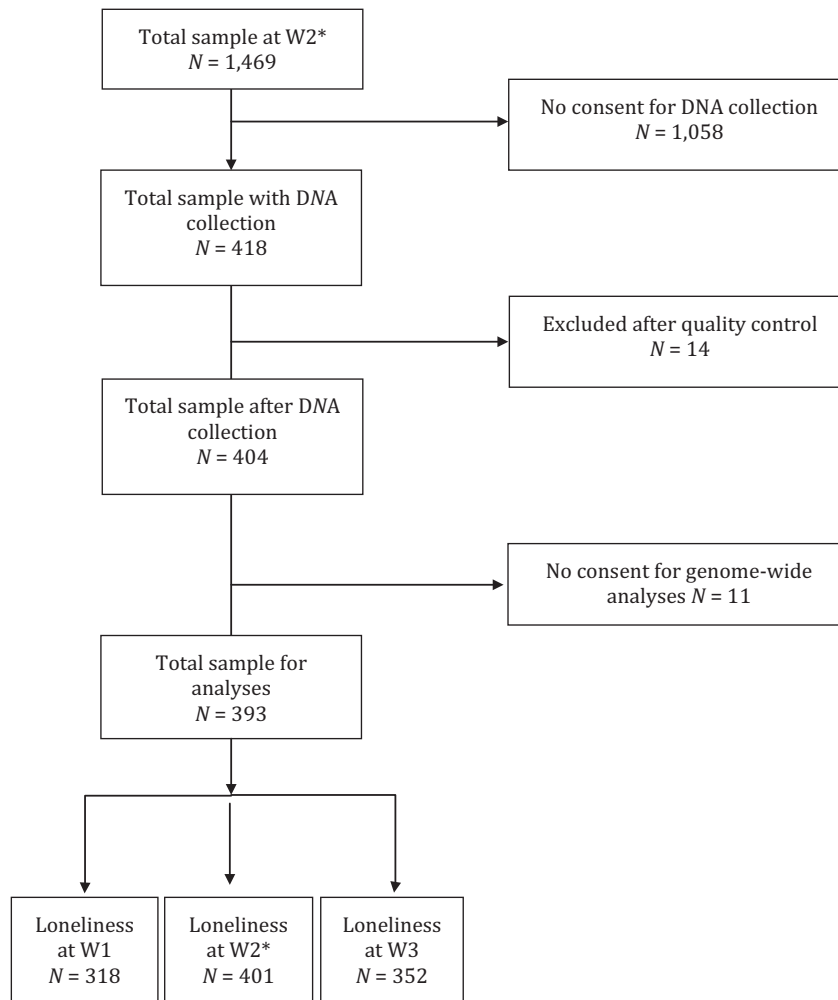 Total sample at W2*
N = 1,469
No consent for DNA collection
N = 1,058
Total sample with DNA
collection
N = 418
Excluded after quality control
N = 14
Total sample after DNA
collection
N = 404
No consent for genome-wide
analyses N = 11
Total sample for
analyses
N = 393
Loneliness
at W1
N = 318
Loneliness
at W2*
N = 401
Loneliness
at W3
N = 352